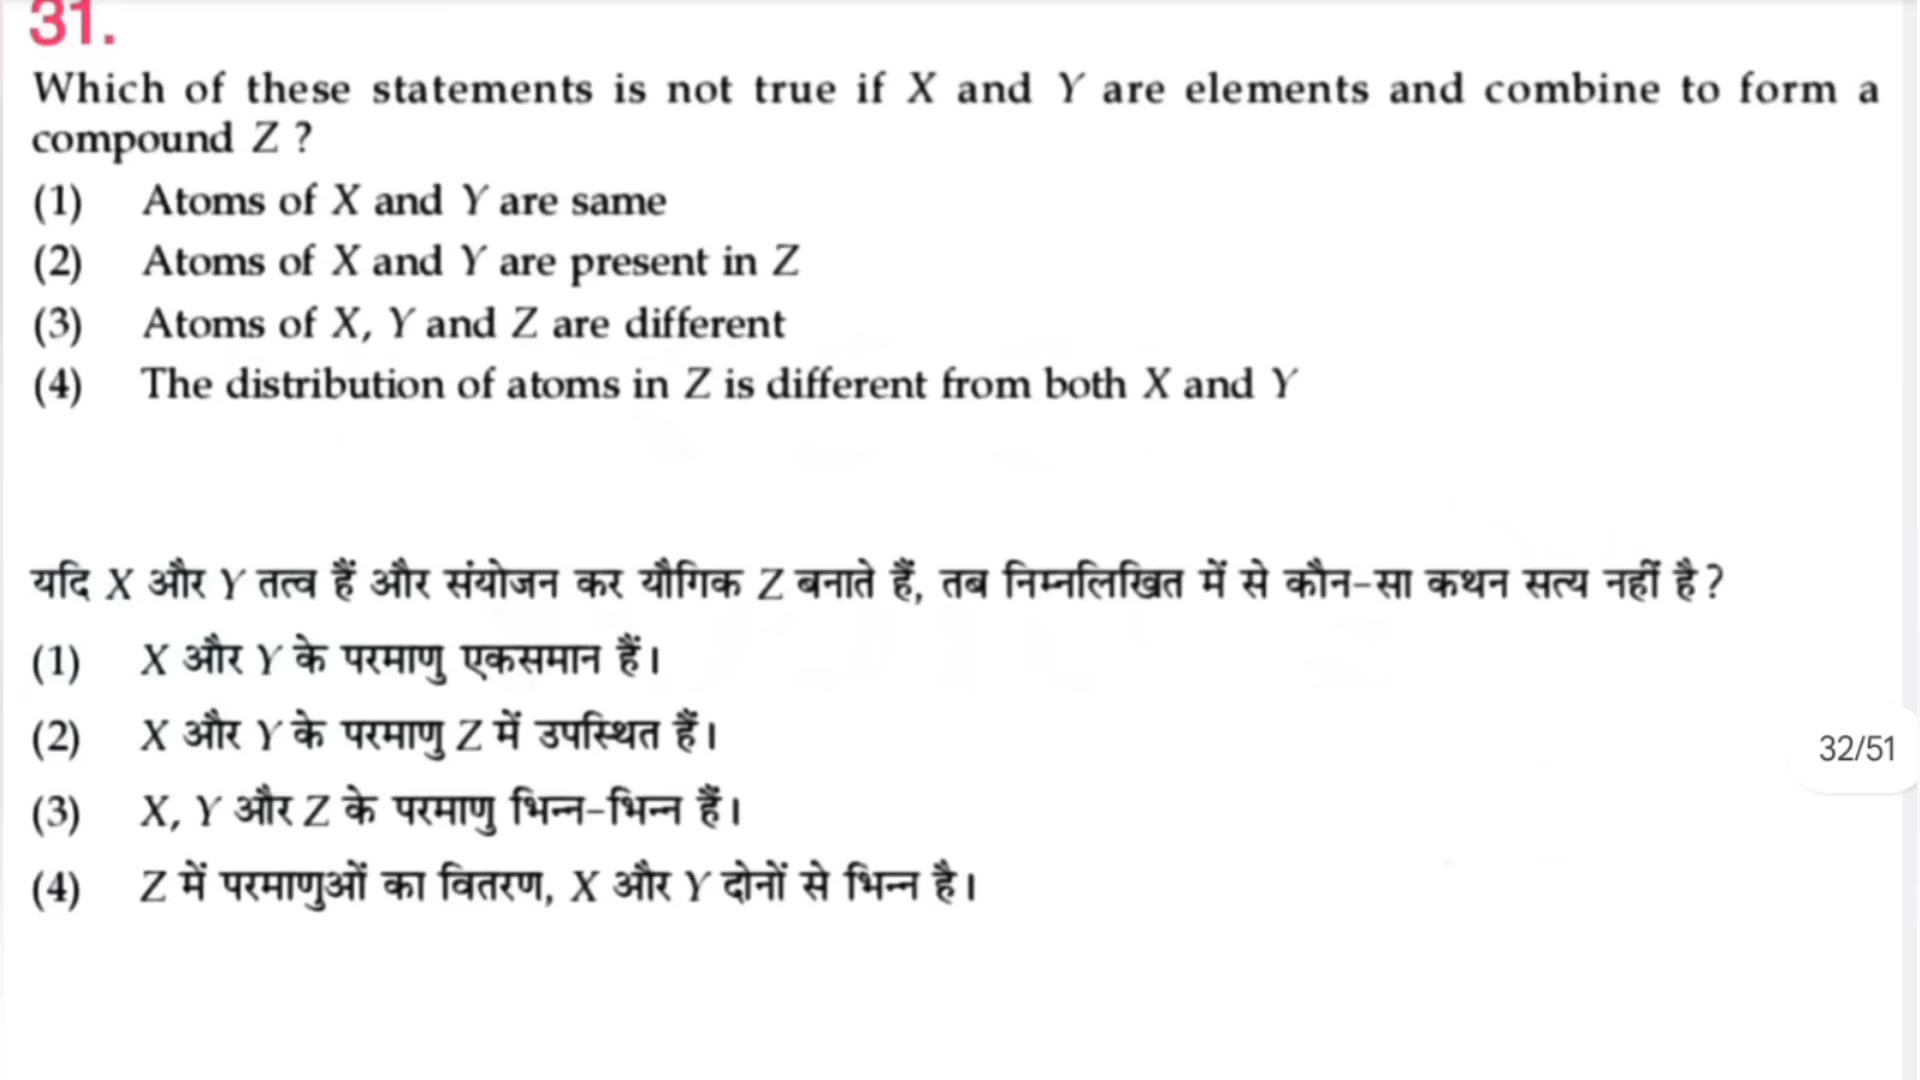 31.
Which of these statements is not true if X and Y are elements and combine to form a
compound Z ?
(1) Atoms of X and Y are same
(2) Atoms of X and Y are present in Z
(3) Atoms of X, Y and Z are different
(4) The distribution of atoms in Z is different from both X and Y
यदि X और Y तत्व हैं और संयोजन कर यौगिक Z बनाते हैं, तब निम्नलिखित में से कौन-सा कथन सत्य नहीं है ?
(1) X और Y के परमाणु एकसमान हैं।
(2) X और Y के परमाणु Z में उपस्थित हैं।
32/51
(3) X, Y और Z के परमाणु भिन्न-भिन्न हैं।
(4) Z में परमाणुओं का वितरण, X और Y दोनों से भिन्न है।